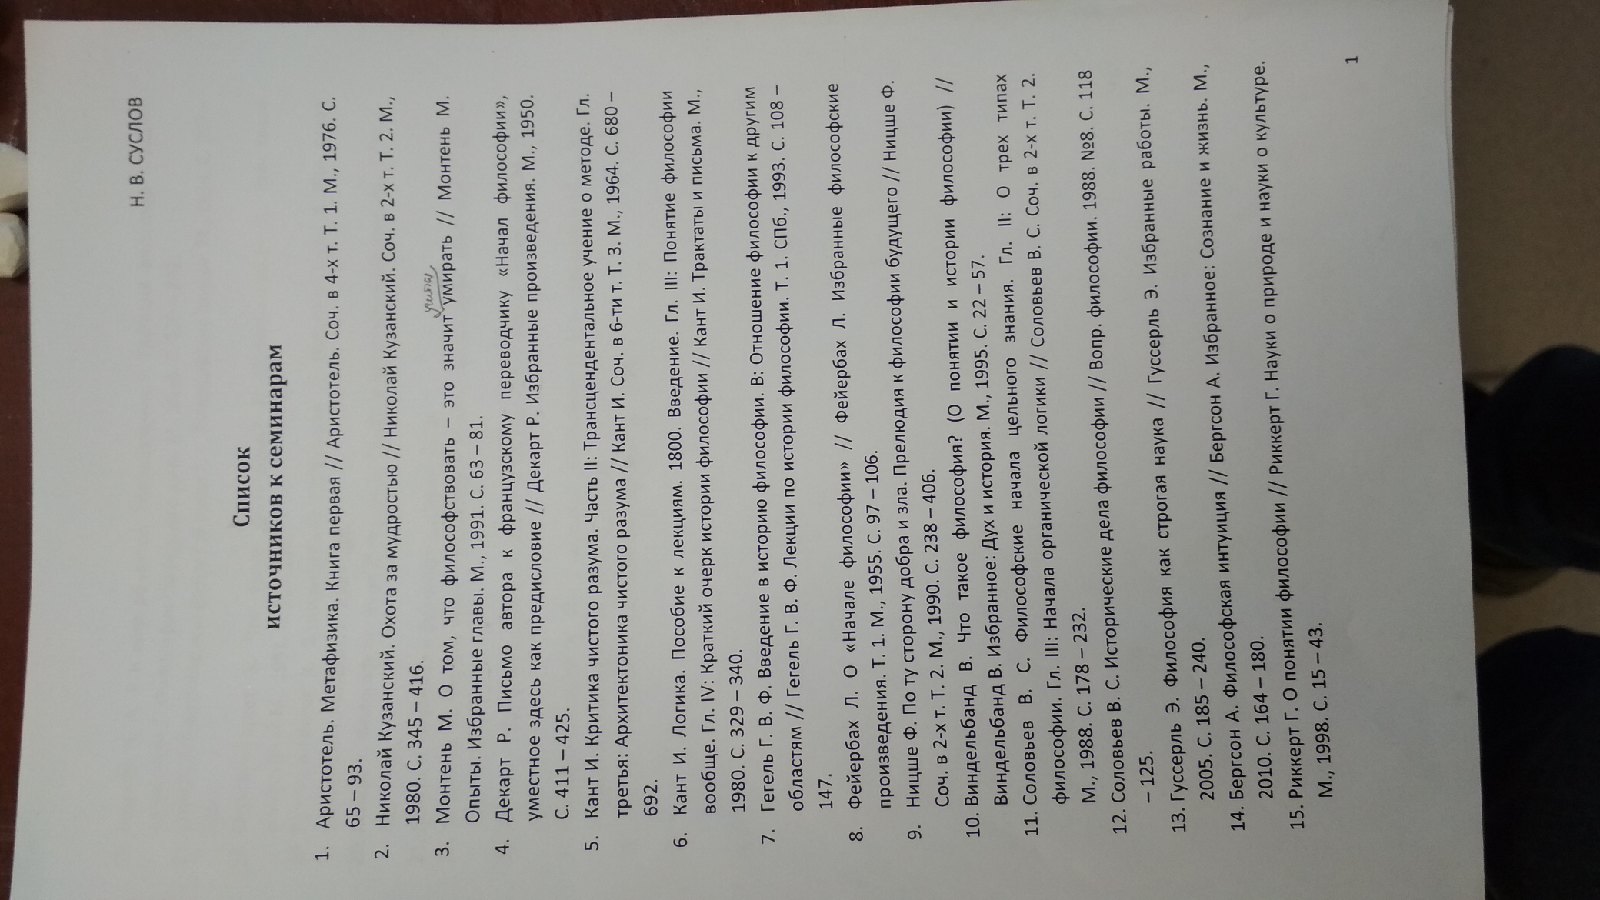 Н. В. СУСЛОВ
Список
источников к семинарам
1. Аристотель. Метафизика. Книга первая // Аристотель. Соч. в 4-х т. Т. 1. М., 1976. С.
65 – 93.
2. Николай Кузанский. Охота за мудростью // Николай Кузанский. Соч. в 2-х т. Т. 2. М.,
1980. С. 345 – 416.
3. Монтень М. О том, что философствовать – это значит умирать // Монтень М.
Опыты. Избранные главы. М., 1991. С. 63 – 81.
4. Декарт Р. Письмо автора к французскому переводчику «Начал философии»,
уместное здесь как предисловие // Декарт Р. Избранные произведения. М., 1950.
С. 411 – 425.
5. Кант И. Критика чистого разума. Часть II: Трансцендентальное учение о методе. Гл.
третья: Архитектоника чистого разума // Кант И. Соч. в 6-ти т. Т. 3. М., 1964. С. 680 –
692.
6. Кант И. Логика. Пособие к лекциям. 1800. Введение. Гл. III: Понятие философии
вообще. Гл. IV: Краткий очерк истории философии // Кант И. Трактаты и письма. М.,
1980. С. 329 – 340.
7. Гегель Г. В. Ф. Введение в историю философии. В: Отношение философии к другим
областям // Гегель Г. В. Ф. Лекции по истории философии. Т. 1. СПб., 1993. С. 108 –
147.
8. Фейербах Л. О «Начале философии» // Фейербах Л. Избранные философские
произведения. Т. 1. М., 1955. С. 97 – 106.
9. Ницше Ф. По ту сторону добра и зла. Прелюдия к философии будущего // Ницше Ф.
Соч. в 2-х т. Т. 2. М., 1990. С. 238 – 406.
10. Виндельбанд В. Что такое философия? (О понятии и истории философии) //
Виндельбанд В. Избранное: Дух и история. М., 1995. С. 22 – 57.
11. Соловьев В. С. Философские начала цельного знания. Гл. II: О трех типах
философии. Гл. III: Начала органической логики // Соловьев В. С. Соч. в 2-х т. Т. 2.
М., 1988. С. 178 – 232.
12. Соловьев В. С. Исторические дела философии // Вопр. философии. 1988. №8. С. 118
– 125.
13. Гуссерль Э. Философия как строгая наука // Гуссерль Э. Избранные работы. М.,
2005. С. 185 – 240.
14. Бергсон А. Философская интуиция // Бергсон А. Избранное: Сознание и жизнь. М.,
2010. С. 164 – 180.
15. Риккерт Г. О понятии философии // Риккерт Г. Науки о природе и науки о культуре.
М., 1998. С. 15 – 43.
1